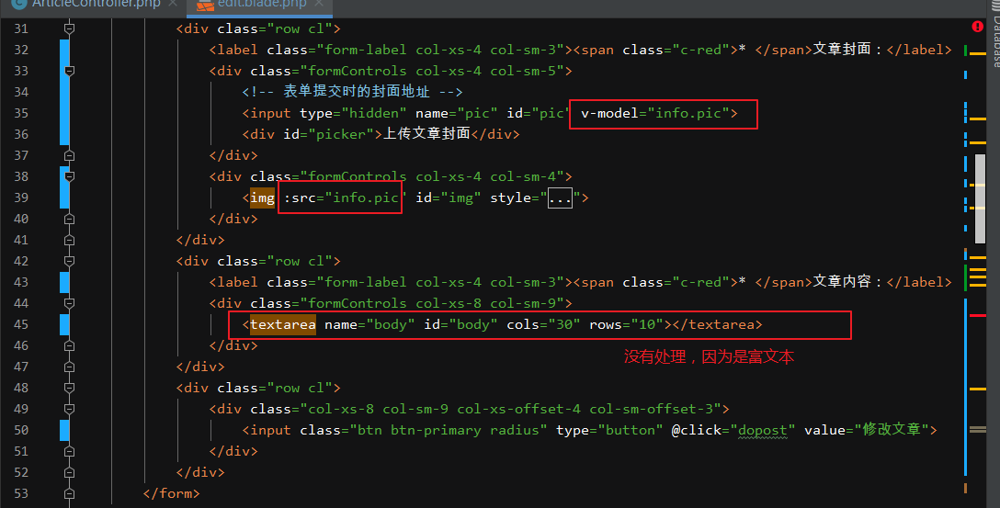 ArticleController.php × edit.blade.php ×
31 <div class="row cl">
32 <label class="form-label col-xs-4 col-sm-3"><span class="c-red">* </span>文章封面：</label>
33 <div class="formControls col-xs-4 col-sm-5">
34 <!-- 表单提交时的封面地址 -->
35 <input type="hidden" name="pic" id="pic" v-model="info.pic">
36 <div id="picker">上传文章封面</div>
37 </div>
38 <div class="formControls col-xs-4 col-sm-4">
39 <img :src="info.pic" id="img" style="...">
40 </div>
41 </div>
42 <div class="row cl">
43 <label class="form-label col-xs-4 col-sm-3"><span class="c-red">* </span>文章内容：</label>
44 <div class="formControls col-xs-8 col-sm-9">
45 <textarea name="body" id="body" cols="30" rows="10"></textarea>
46 </div>
没有处理，因为是富文本
47 </div>
48 <div class="row cl">
49 <div class="col-xs-8 col-sm-9 col-xs-offset-4 col-sm-offset-3">
50 <input class="btn btn-primary radius" type="button" @click="dopost" value="修改文章">
51 </div>
52 </div>
53 </form>
Database